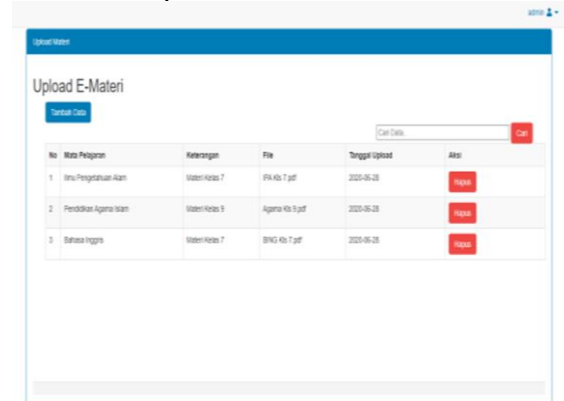 admin
Upload Materi
Upload E-Materi
Tambah Data
Cari Data.. Cari
No Mata Pelajaran Keterangan File Tanggal Upload Aksi
1 Ilmu Pengetahuan Alam Materi Kelas 7 IPA Kls 7.pdf 2020-06-28 Hapus
2 Pendidikan Agama Islam Materi Kelas 9 Agama Kls 9.pdf 2020-06-28 Hapus
3 Bahasa Inggris Materi Kelas 7 BING Kls 7.pdf 2020-06-28 Hapus